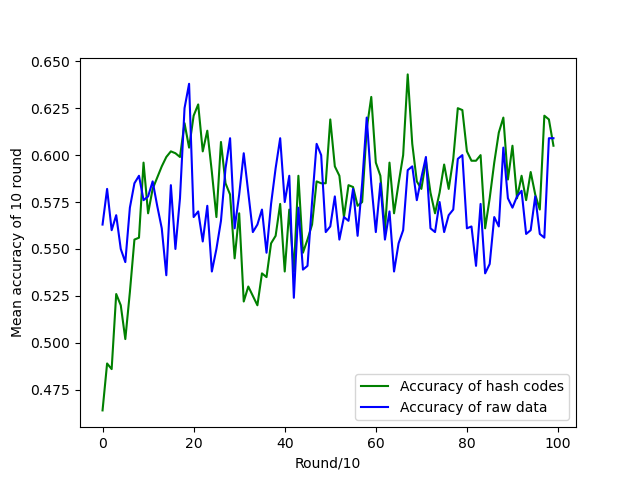 0.650
0.625
0.600
0.575
0.550
0.525
0.500
0.475
Mean accuracy of 10 round
Accuracy of hash codes
Accuracy of raw data
0 20 40 60 80 100
Round/10